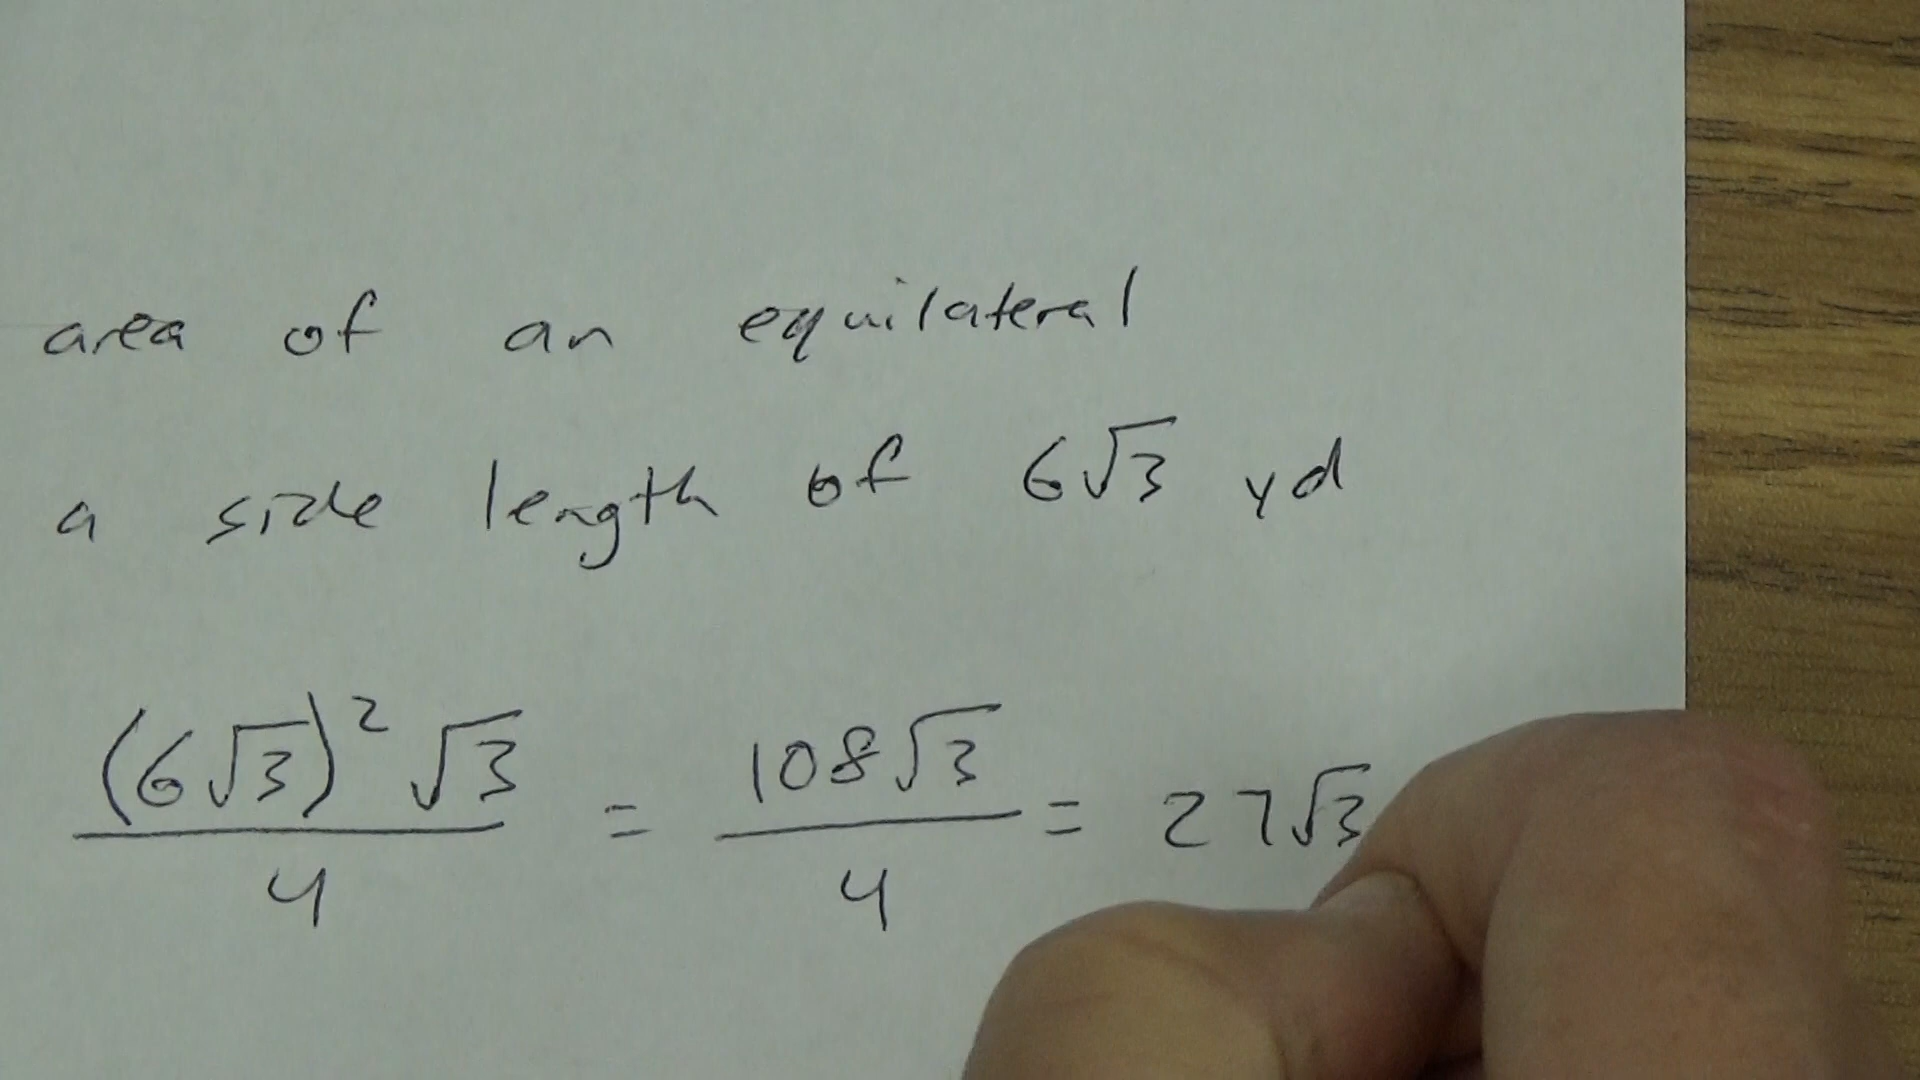 area of an equilateral
a side length of 6√3 yd
(6√3)² √3 / 4 = 108√3 / 4 = 27√3